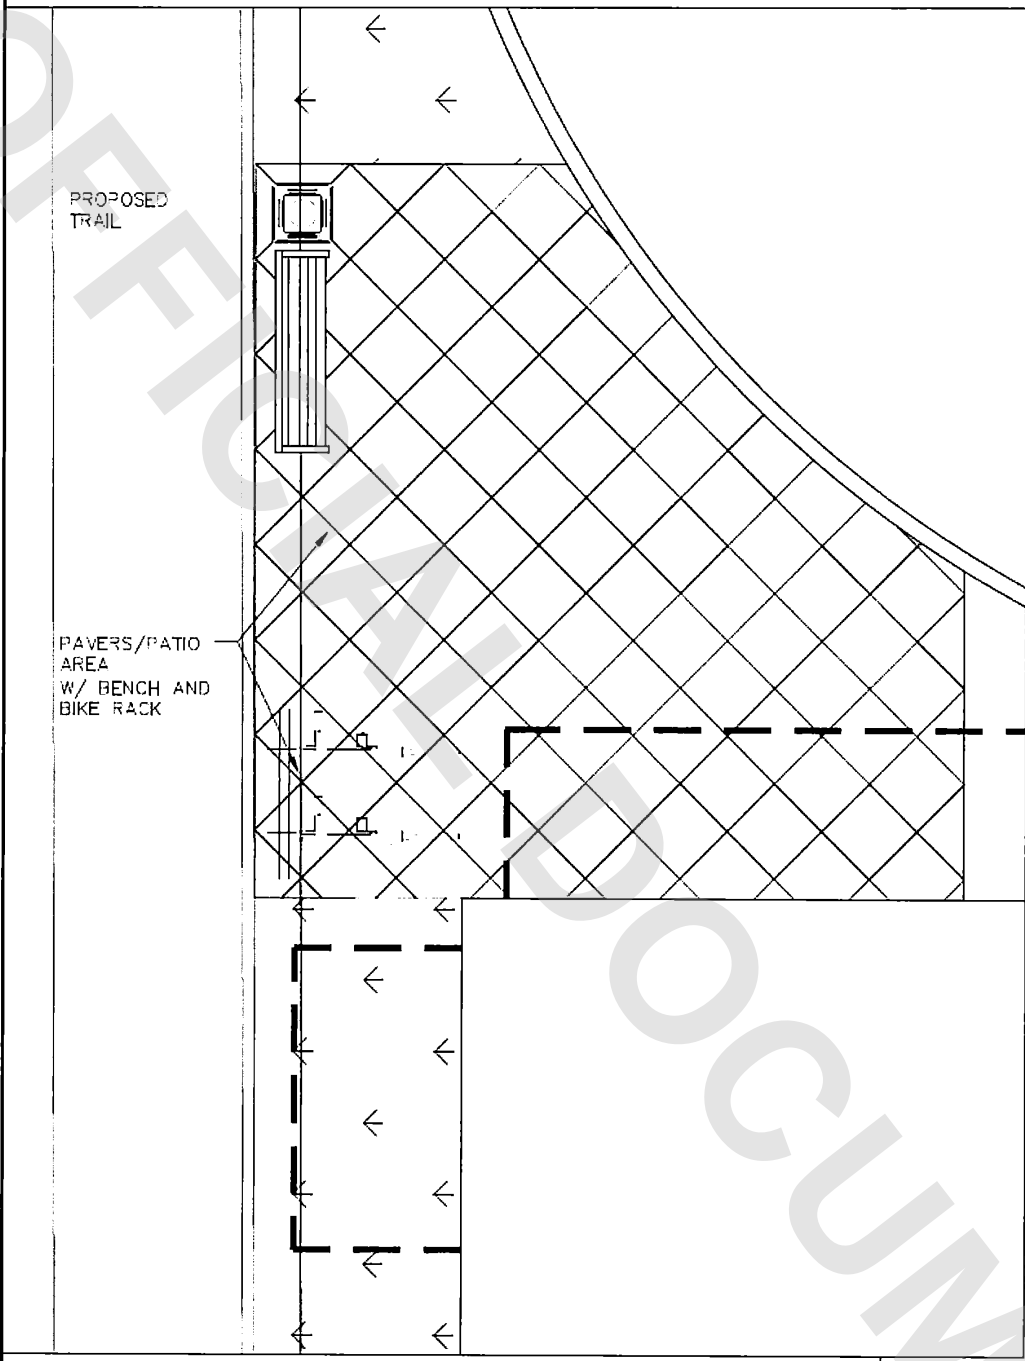 PROPOSED
TRAIL
PAVERS/PATIO
AREA
W/ BENCH AND
BIKE RACK
OFFICIAL DOCUM